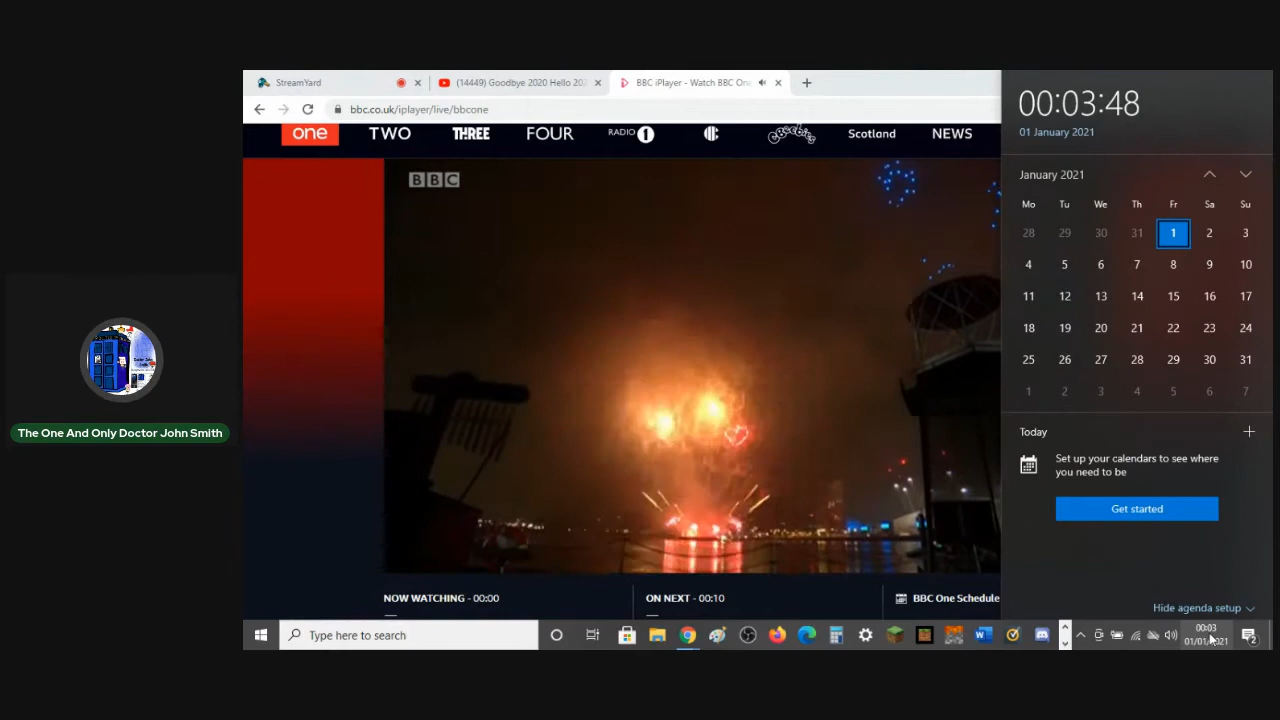 StreamYard
(14449) Goodbye 2020 Hello 202
BBC iPlayer - Watch BBC One
bbc.co.uk/iplayer/live/bbcone
one TWO THREE FOUR RADIO 1 Scotland NEWS
BBC
The One And Only Doctor John Smith
NOW WATCHING - 00:00
ON NEXT - 00:10
BBC One Schedule
00:03:48
01 January 2021
January 2021
Mo Tu We Th Fr Sa Su
28 29 30 31 1 2 3
4 5 6 7 8 9 10
11 12 13 14 15 16 17
18 19 20 21 22 23 24
25 26 27 28 29 30 31
1 2 3 4 5 6 7
Today
Set up your calendars to see where
you need to be
Get started
Hide agenda setup
Type here to search
00:03
01/01/2021
2